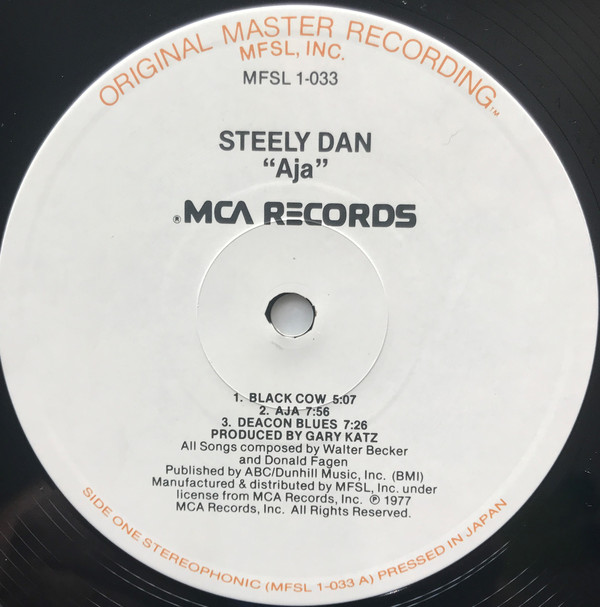 ORIGINAL MASTER RECORDING™
MFSL, INC.
MFSL 1-033
STEELY DAN
“Aja”
®MCA RECORDS
1. BLACK COW 5:07
2. AJA 7:56
3. DEACON BLUES 7:26
PRODUCED BY GARY KATZ
All Songs composed by Walter Becker
and Donald Fagen
Published by ABC/Dunhill Music, Inc. (BMI)
Manufactured & distributed by MFSL, Inc. under
license from MCA Records, Inc. ℗ 1977
MCA Records, Inc. All Rights Reserved.
SIDE ONE STEREOPHONIC (MFSL 1-033 A) PRESSED IN JAPAN